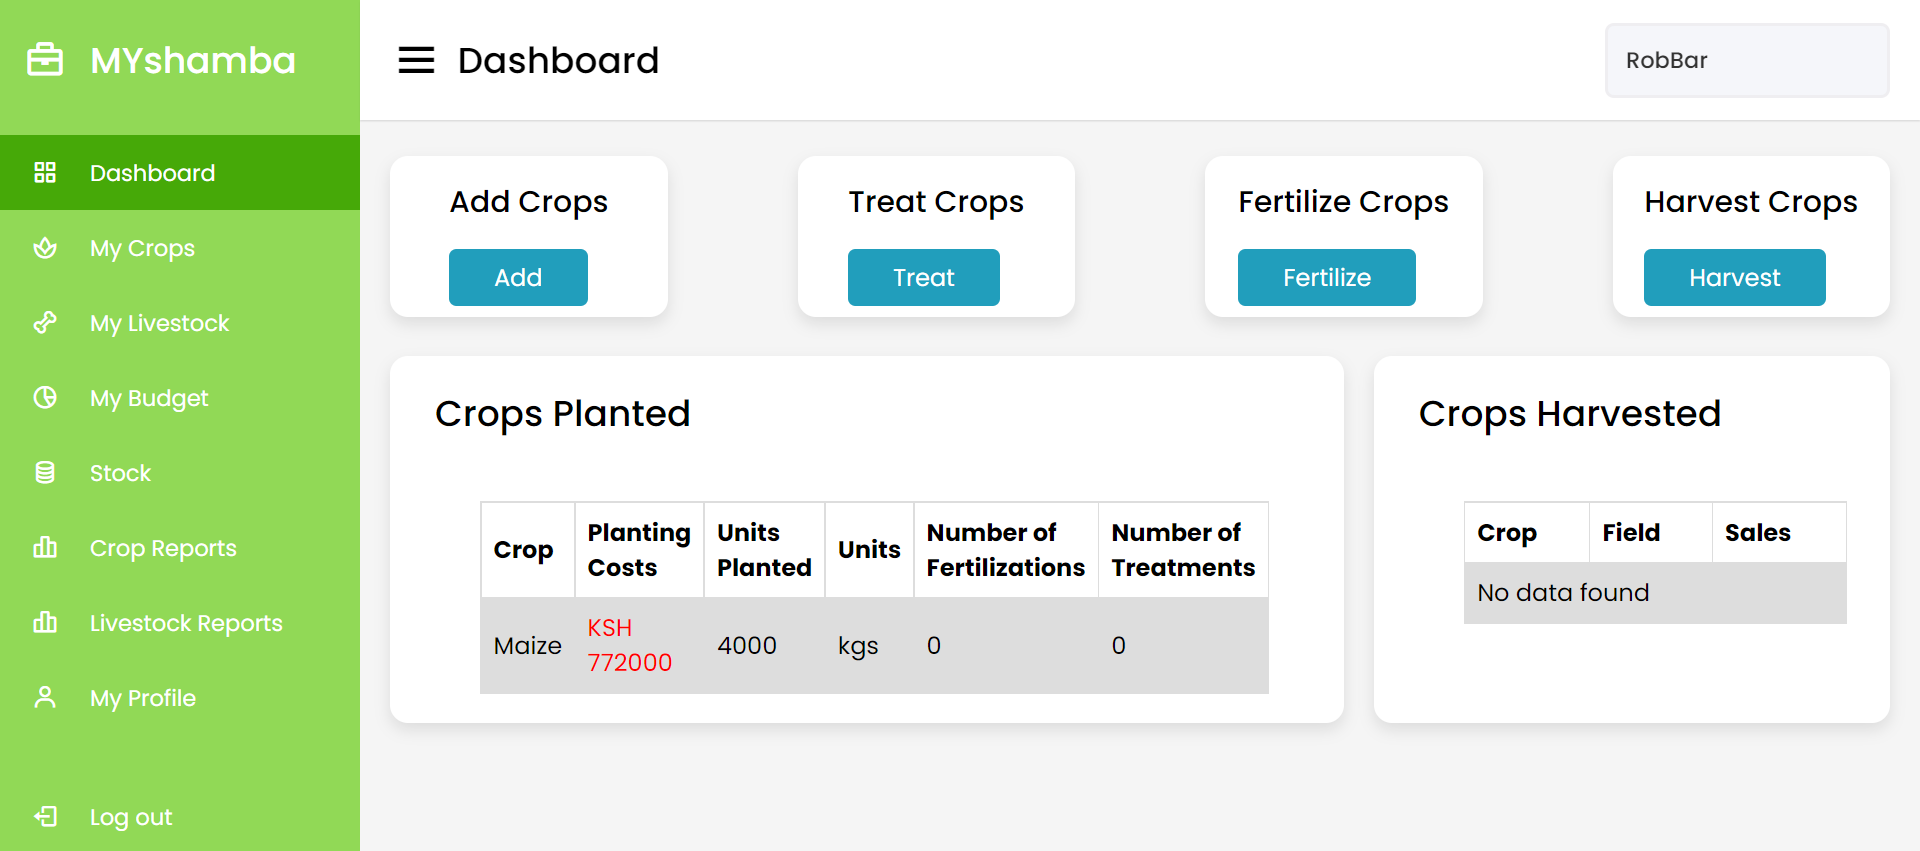 MYshamba
Dashboard
My Crops
My Livestock
My Budget
Stock
Crop Reports
Livestock Reports
My Profile
Log out
Dashboard
RobBar
Add Crops
Add
Treat Crops
Treat
Fertilize Crops
Fertilize
Harvest Crops
Harvest
Crops Planted
Crop
Planting
Costs
Units
Planted
Units
Number of
Fertilizations
Number of
Treatments
Maize
KSH
772000
4000
kgs
0
0
Crops Harvested
Crop
Field
Sales
No data found